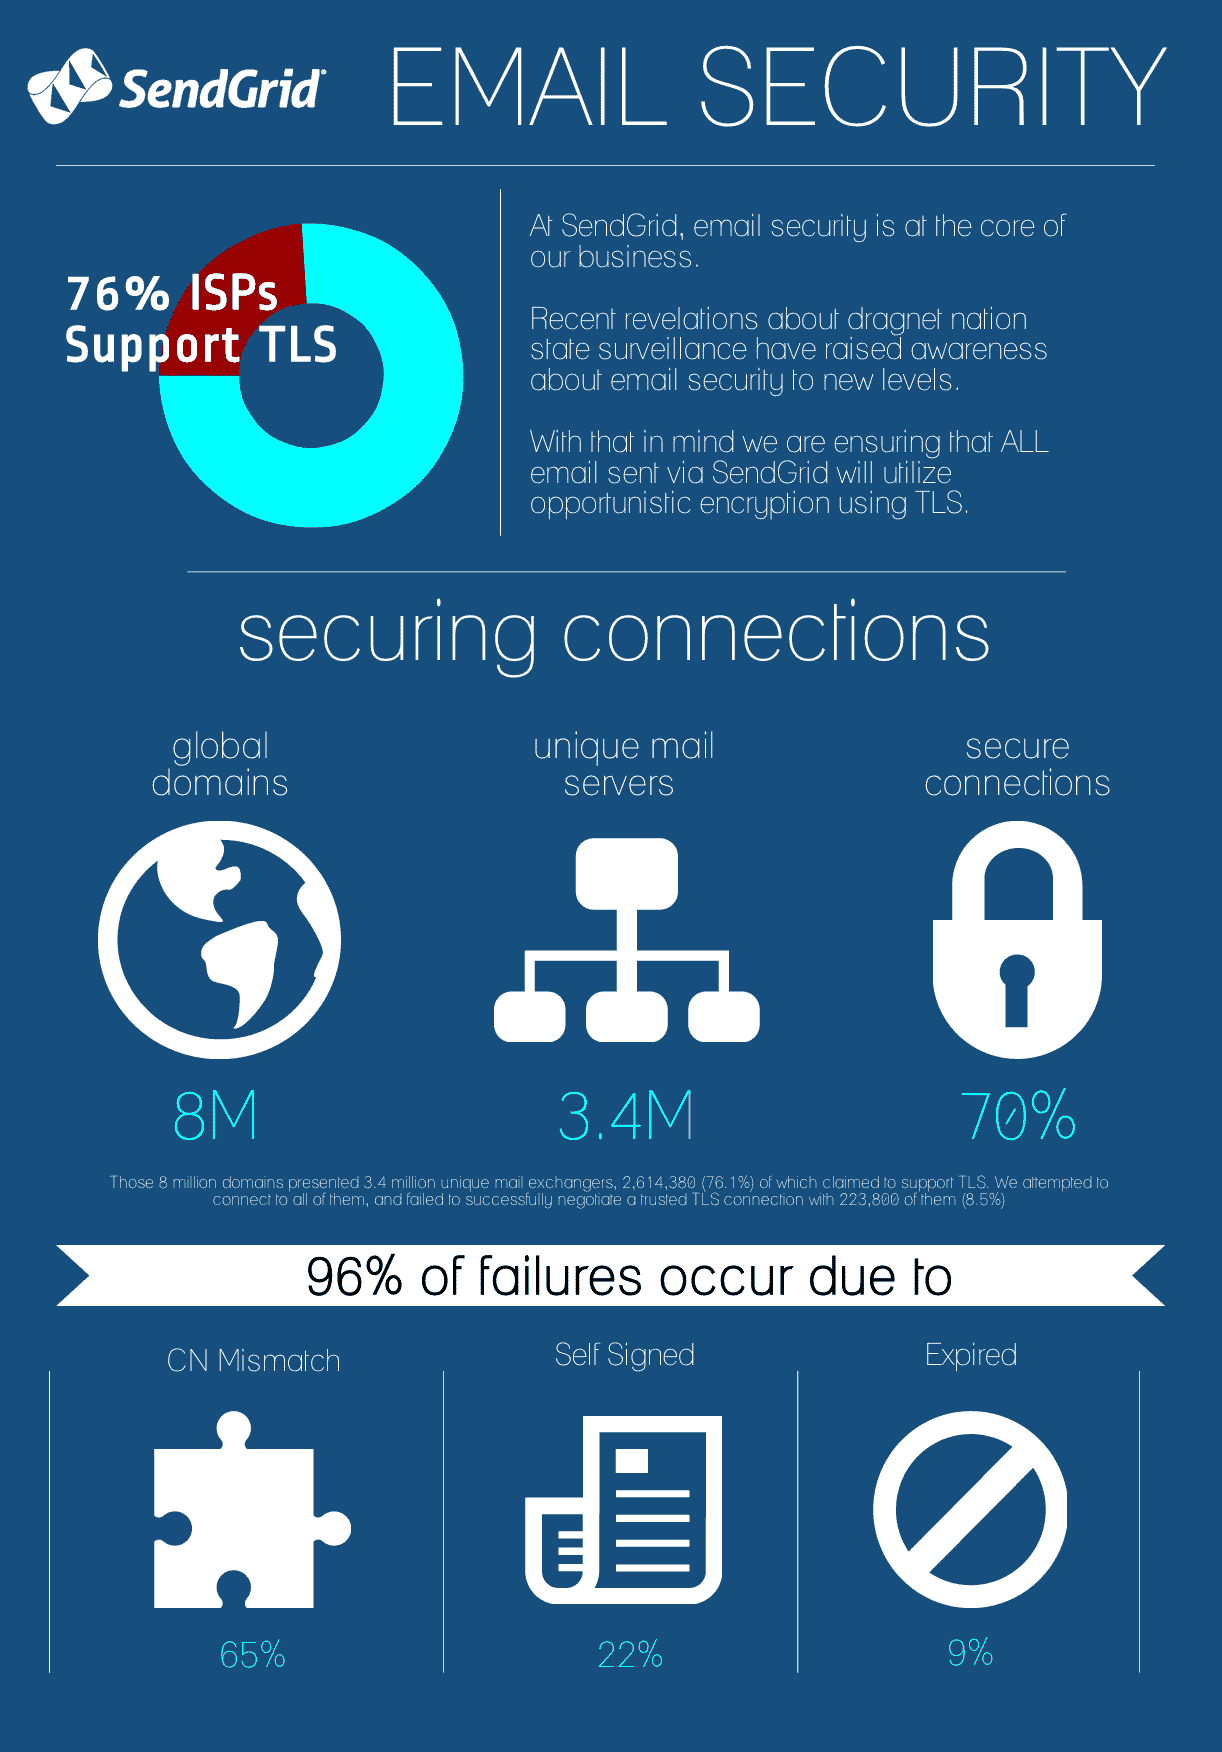 SendGrid
EMAIL SECURITY
76% ISPs
Support TLS
At SendGrid, email security is at the core of
our business.
Recent revelations about dragnet nation
state surveillance have raised awareness
about email security to new levels.
With that in mind we are ensuring that ALL
email sent via SendGrid will utilize
opportunistic encryption using TLS.
securing connections
global
domains
unique mail
servers
secure
connections
8M
3.4M
70%
Those 8 million domains presented 3.4 million unique mail exchangers, 2,614,380 (76.1%) of which claimed to support TLS. We attempted to
connect to all of them, and failed to successfully negotiate a trusted TLS connection with 223,800 of them (8.5%)
96% of failures occur due to
CN Mismatch
Self Signed
Expired
65%
22%
9%